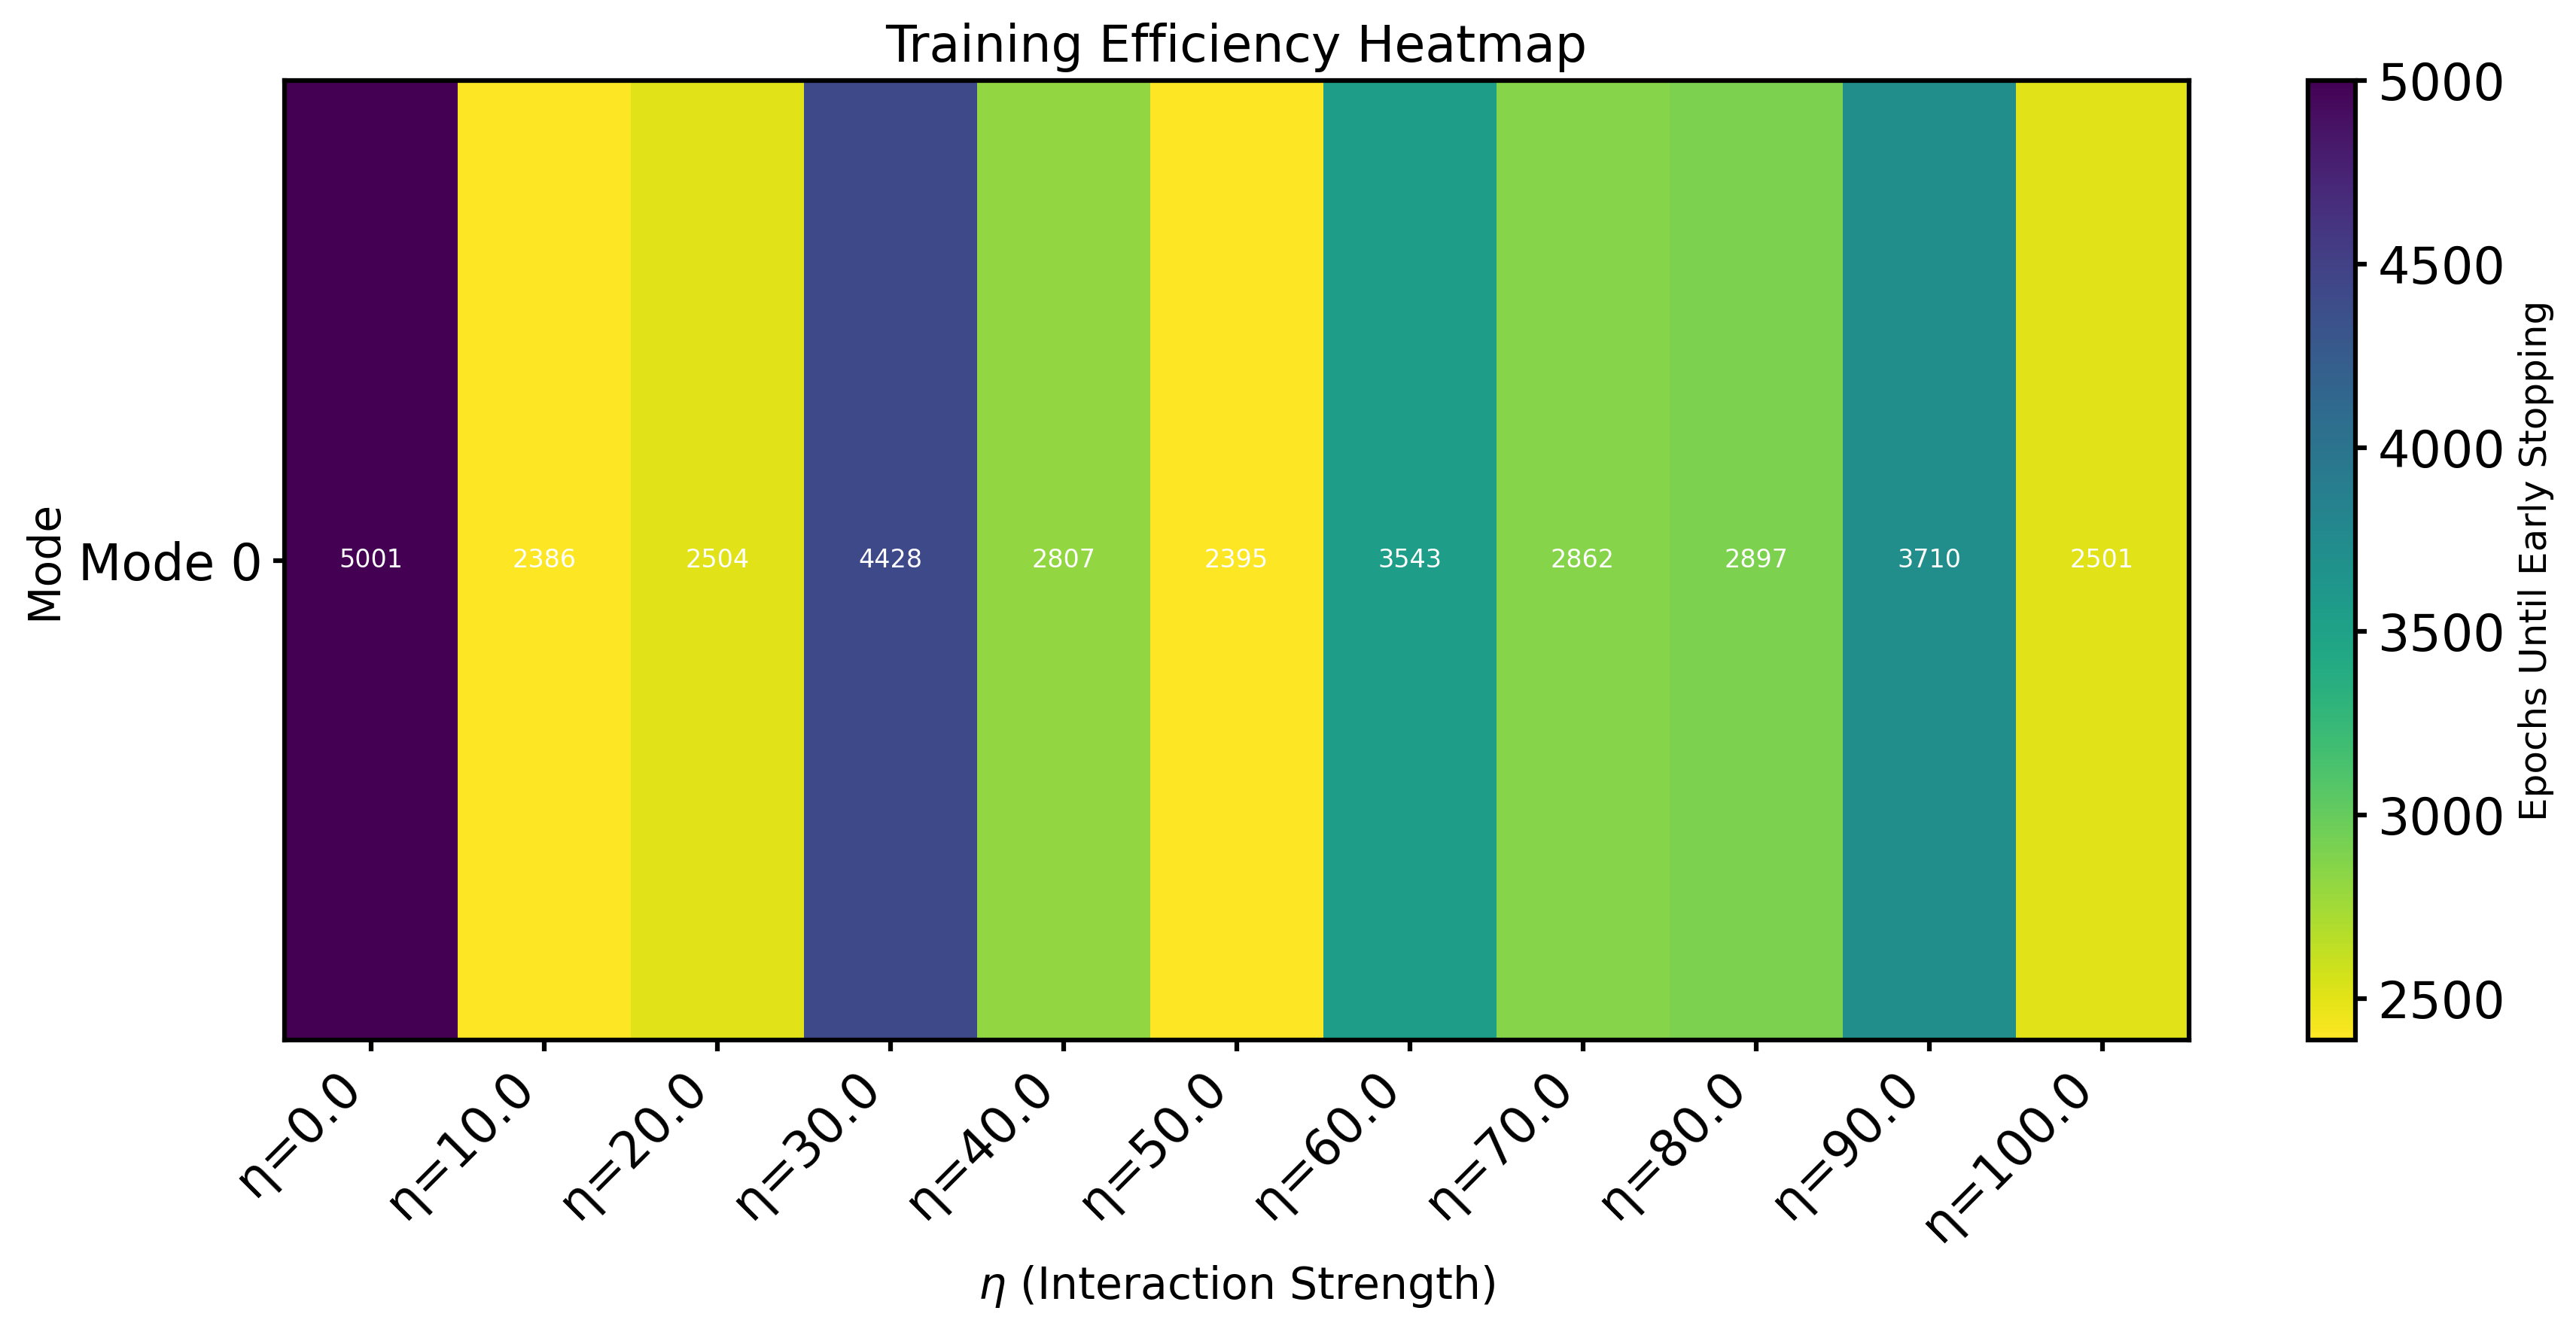 Training Efficiency Heatmap
Mode
Mode 0
5001 2386 2504 4428 2807 2395 3543 2862 2897 3710 2501
η=0.0 η=10.0 η=20.0 η=30.0 η=40.0 η=50.0 η=60.0 η=70.0 η=80.0 η=90.0 η=100.0
η (Interaction Strength)
5000
4500
4000
3500
3000
2500
Epochs Until Early Stopping